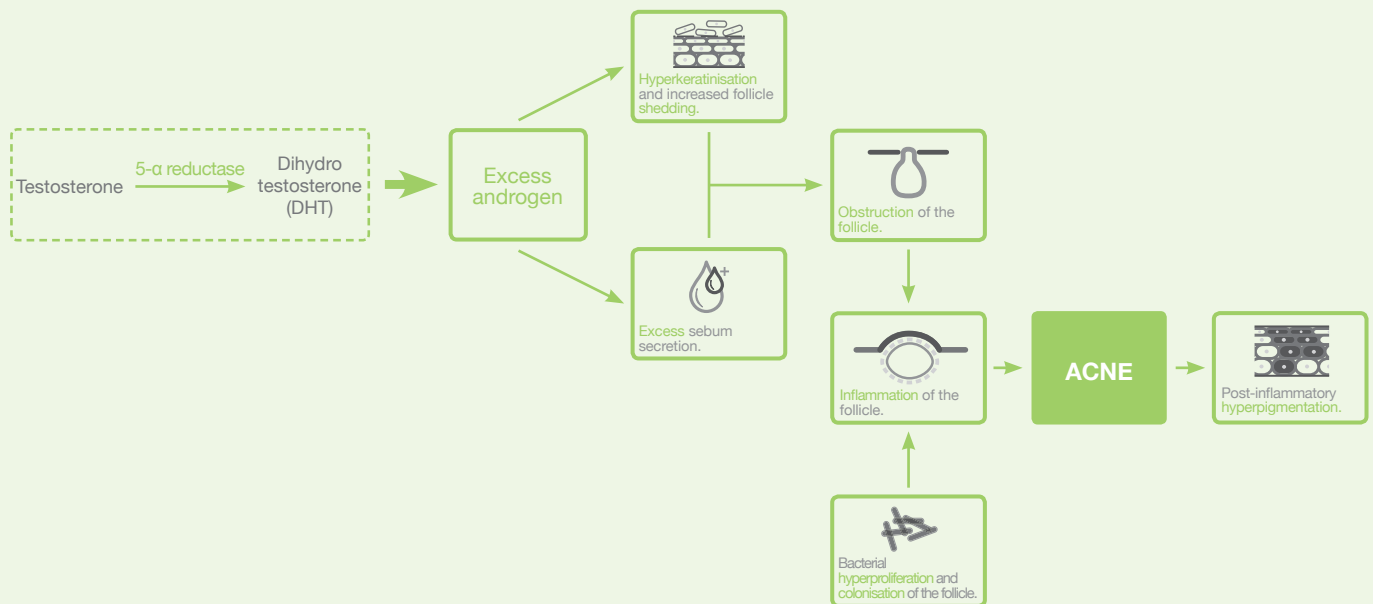 Testosterone
5-α reductase
Dihydro
testosterone
(DHT)
Excess
androgen
Hyperkeratinisation
and increased follicle
shedding.
Excess sebum
secretion.
Obstruction of the
follicle.
Inflammation of the
follicle.
Bacterial
hyperproliferation and
colonisation of the follicle.
ACNE
Post-inflammatory
hyperpigmentation.